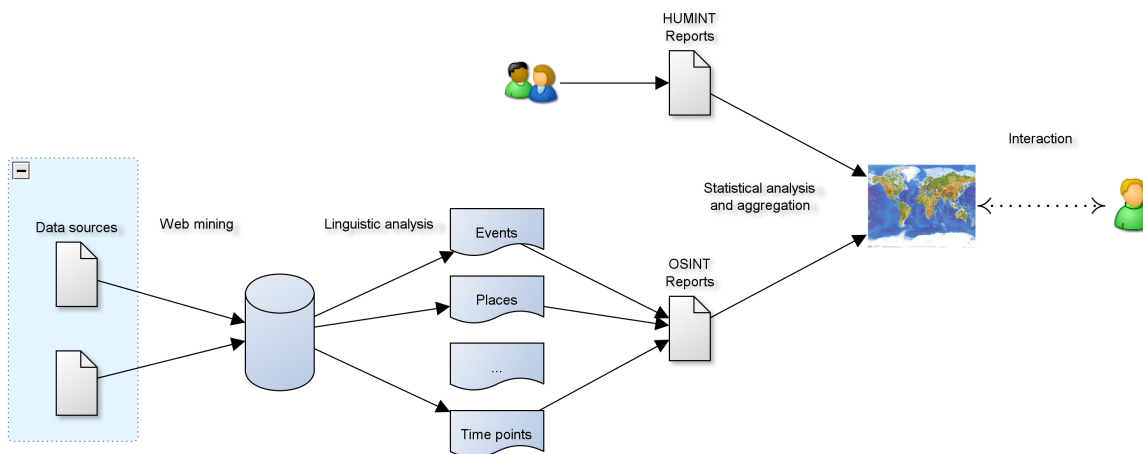 HUMINT
Reports
Interaction
Statistical analysis
and aggregation
Data sources
Web mining
Linguistic analysis
Events
Places
...
Time points
OSINT
Reports